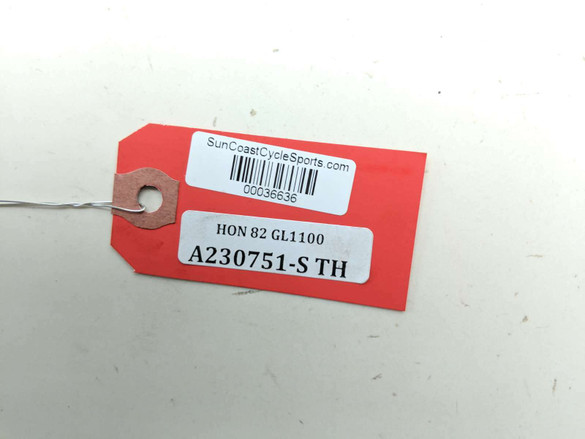 SunCoastCycleSports.com
00036636
HON 82 GL1100
A230751-S TH